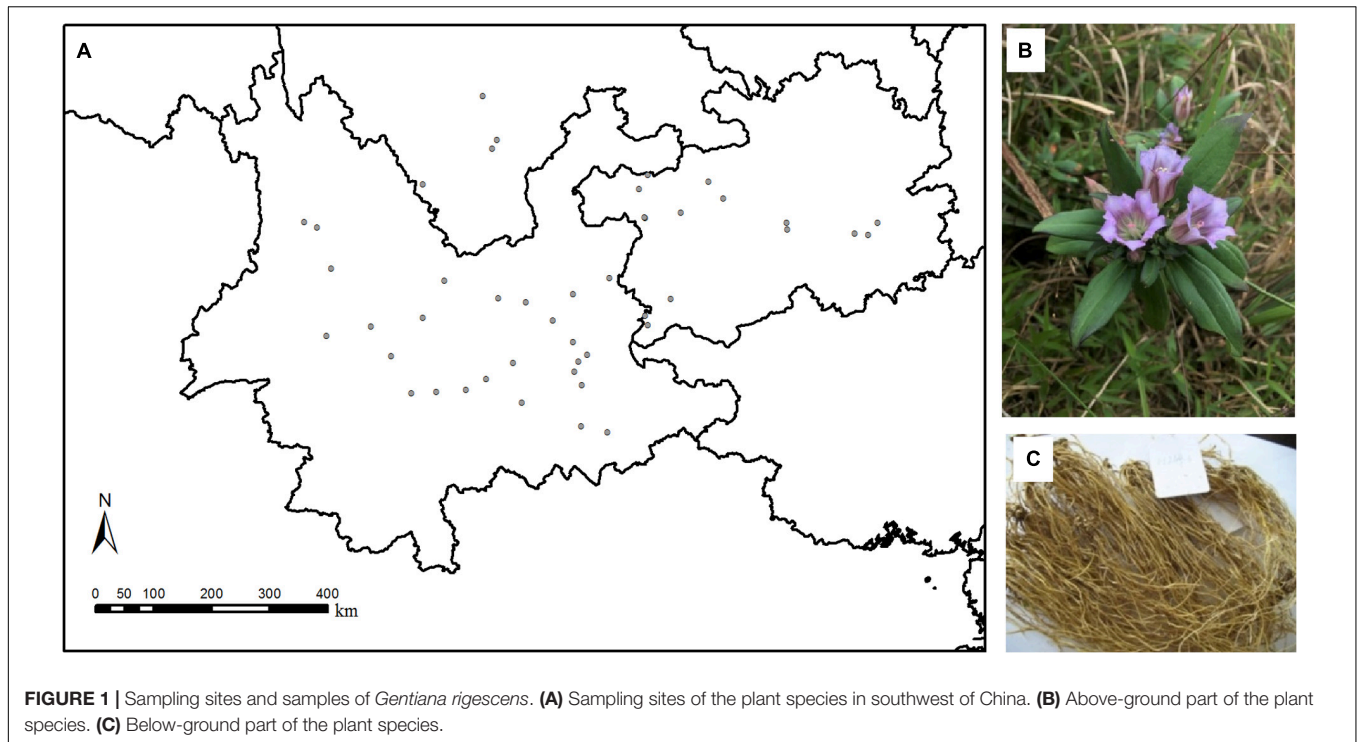 A
B
C
N
0 50 100 200 300 400
km
FIGURE 1 | Sampling sites and samples of Gentiana rigescens. (A) Sampling sites of the plant species in southwest of China. (B) Above-ground part of the plant
species. (C) Below-ground part of the plant species.